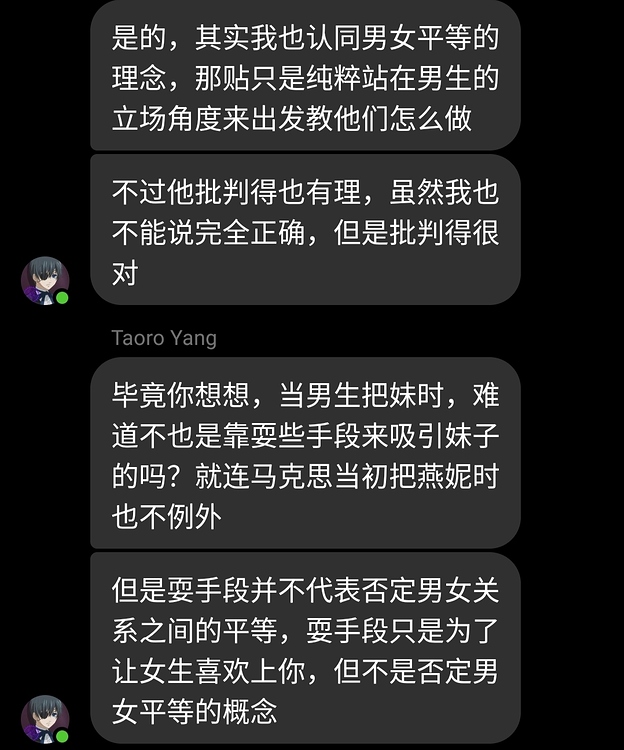 是的，其实我也认同男女平等的
理念，那贴只是纯粹站在男生的
立场角度来出发教他们怎么做
不过他批判得也有理，虽然我也
不能说完全正确，但是批判得很
对
Taoro Yang
毕竟你想想，当男生把妹时，难
道不也是靠耍些手段来吸引妹子
的吗？就连马克思当初把燕妮时
也不例外
但是耍手段并不代表否定男女关
系之间的平等，耍手段只是为了
让女生喜欢上你，但不是否定男
女平等的概念